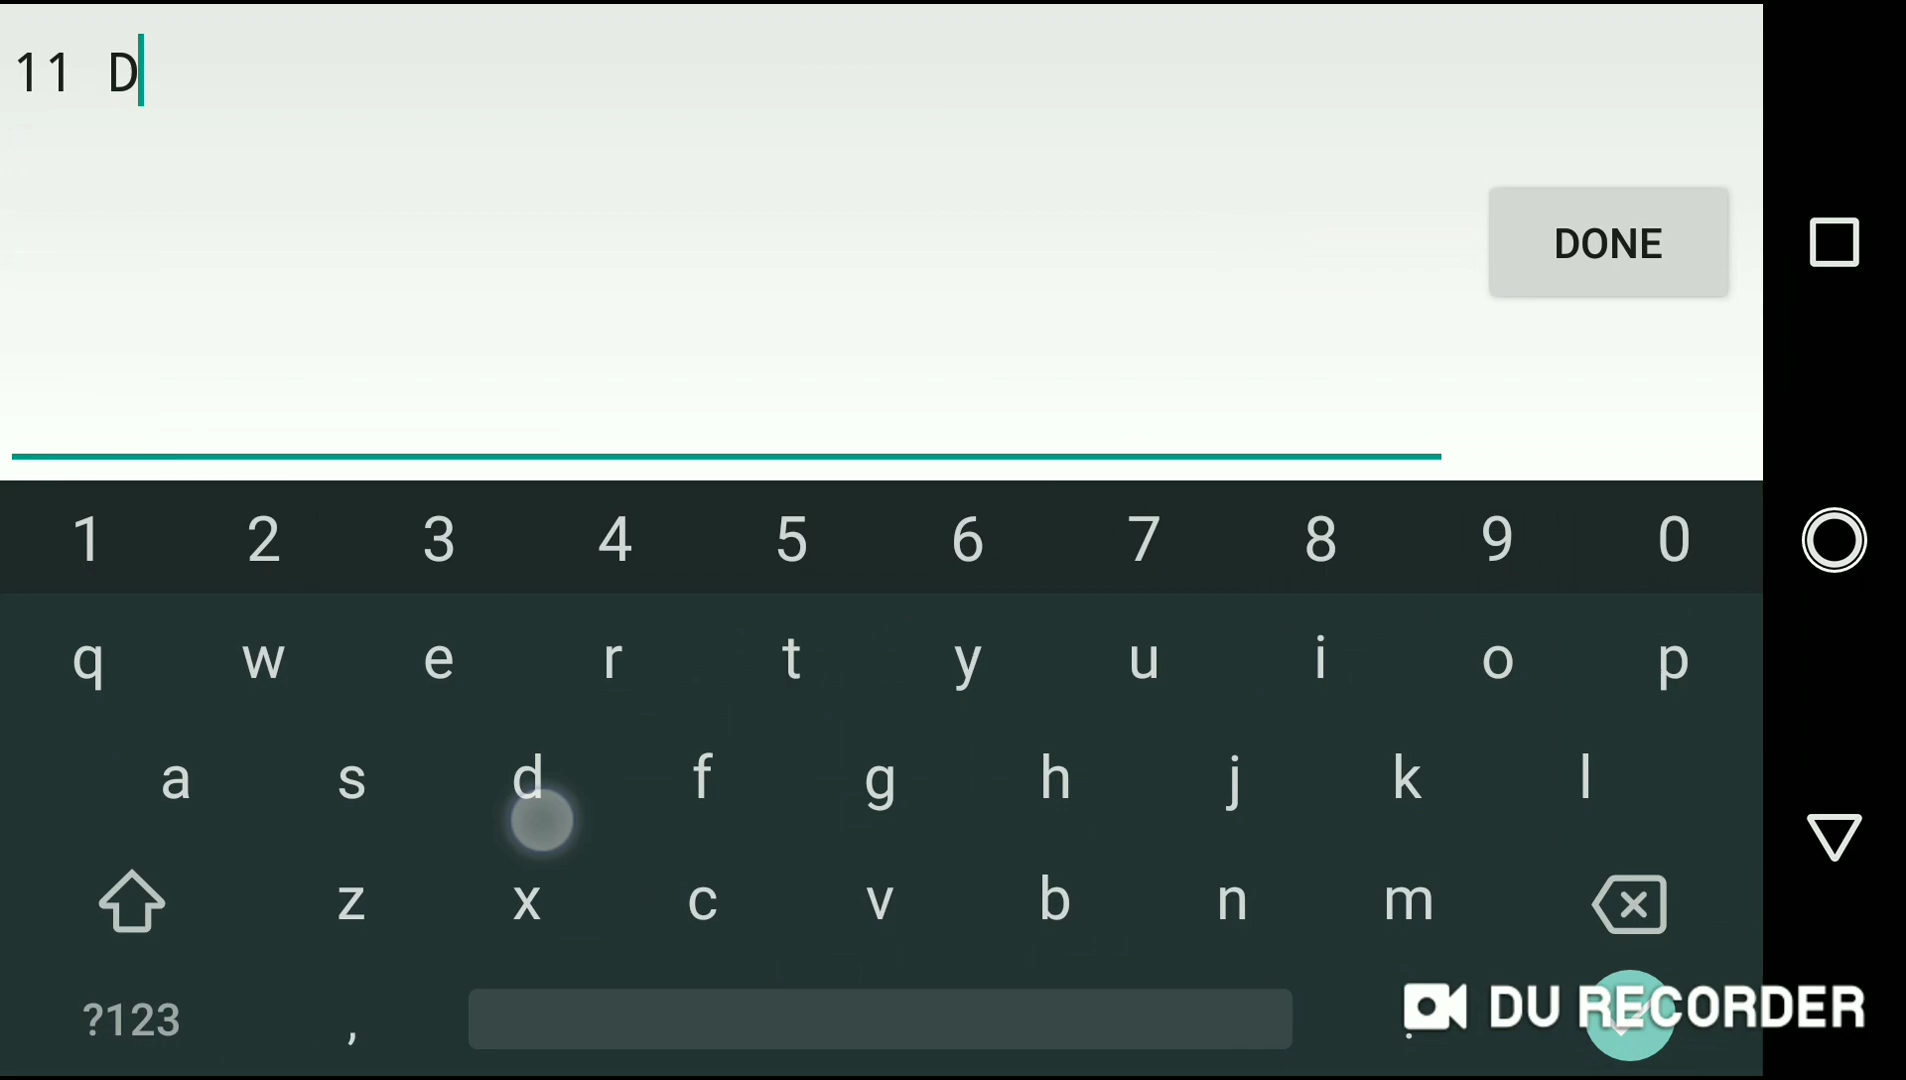 11 D
DONE
1 2 3 4 5 6 7 8 9 0
q w e r t y u i o p
a s d f g h j k l
z x c v b n m
?123 , .
DU RECORDER